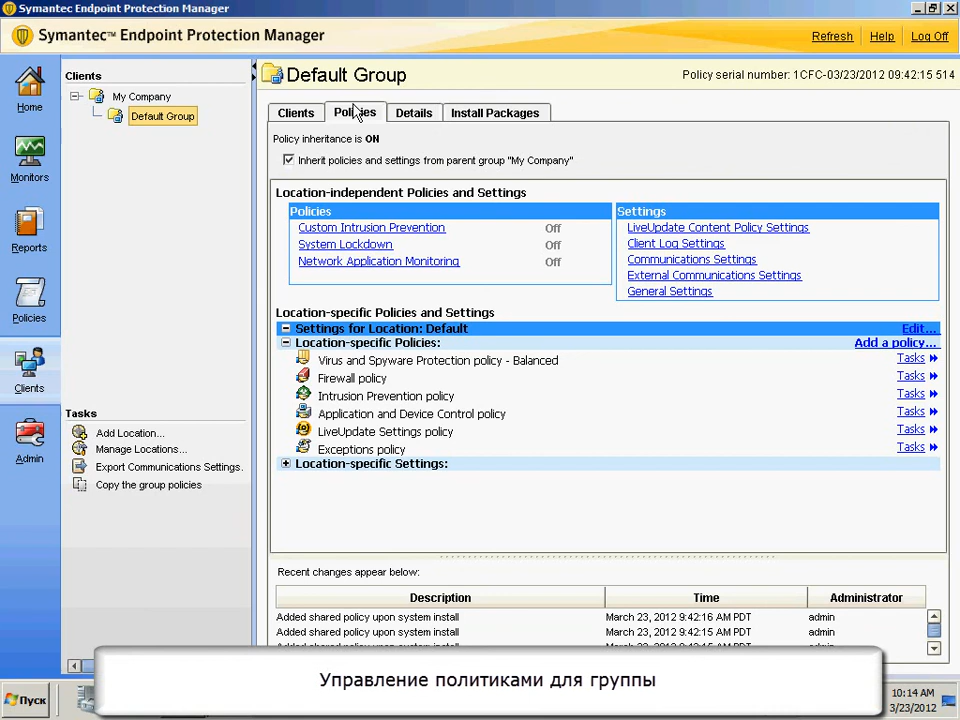 Symantec Endpoint Protection Manager
Symantec™ Endpoint Protection Manager
Refresh Help Log Off
Home
Monitors
Reports
Policies
Clients
Admin
Clients
My Company
Default Group
Tasks
Add Location...
Manage Locations...
Export Communications Settings.
Copy the group policies
Default Group
Policy serial number: 1CFC-03/23/2012 09:42:15 514
Clients Policies Details Install Packages
Policy inheritance is ON
Inherit policies and settings from parent group "My Company"
Location-independent Policies and Settings
Policies
Custom Intrusion Prevention Off
System Lockdown Off
Network Application Monitoring Off
Settings
LiveUpdate Content Policy Settings
Client Log Settings
Communications Settings
External Communications Settings
General Settings
Location-specific Policies and Settings
Settings for Location: Default Edit...
Location-specific Policies: Add a policy...
Virus and Spyware Protection policy - Balanced Tasks
Firewall policy Tasks
Intrusion Prevention policy Tasks
Application and Device Control policy Tasks
LiveUpdate Settings policy Tasks
Exceptions policy Tasks
Location-specific Settings:
Recent changes appear below:
Description Time Administrator
Added shared policy upon system install March 23, 2012 9:42:16 AM PDT admin
Added shared policy upon system install March 23, 2012 9:42:15 AM PDT admin
Управление политиками для группы
Пуск
10:14 AM
3/23/2012